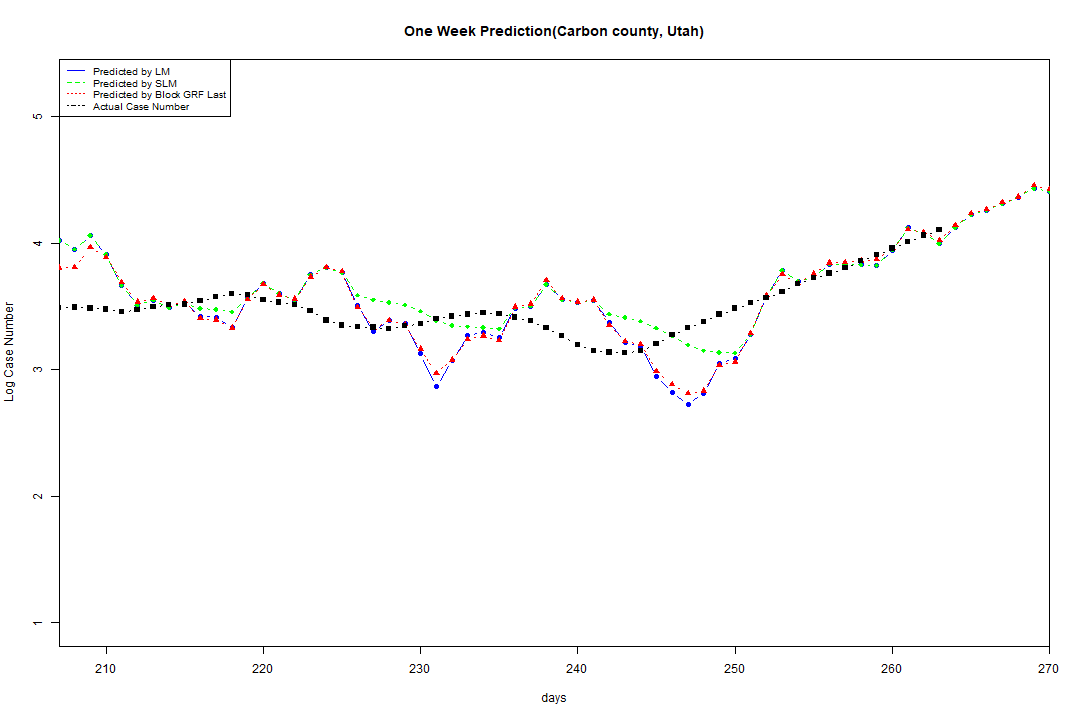 One Week Prediction(Carbon county, Utah)
Predicted by LM
Predicted by SLM
Predicted by Block GRF Last
Actual Case Number
5
4
3
2
1
Log Case Number
210 220 230 240 250 260 270
days